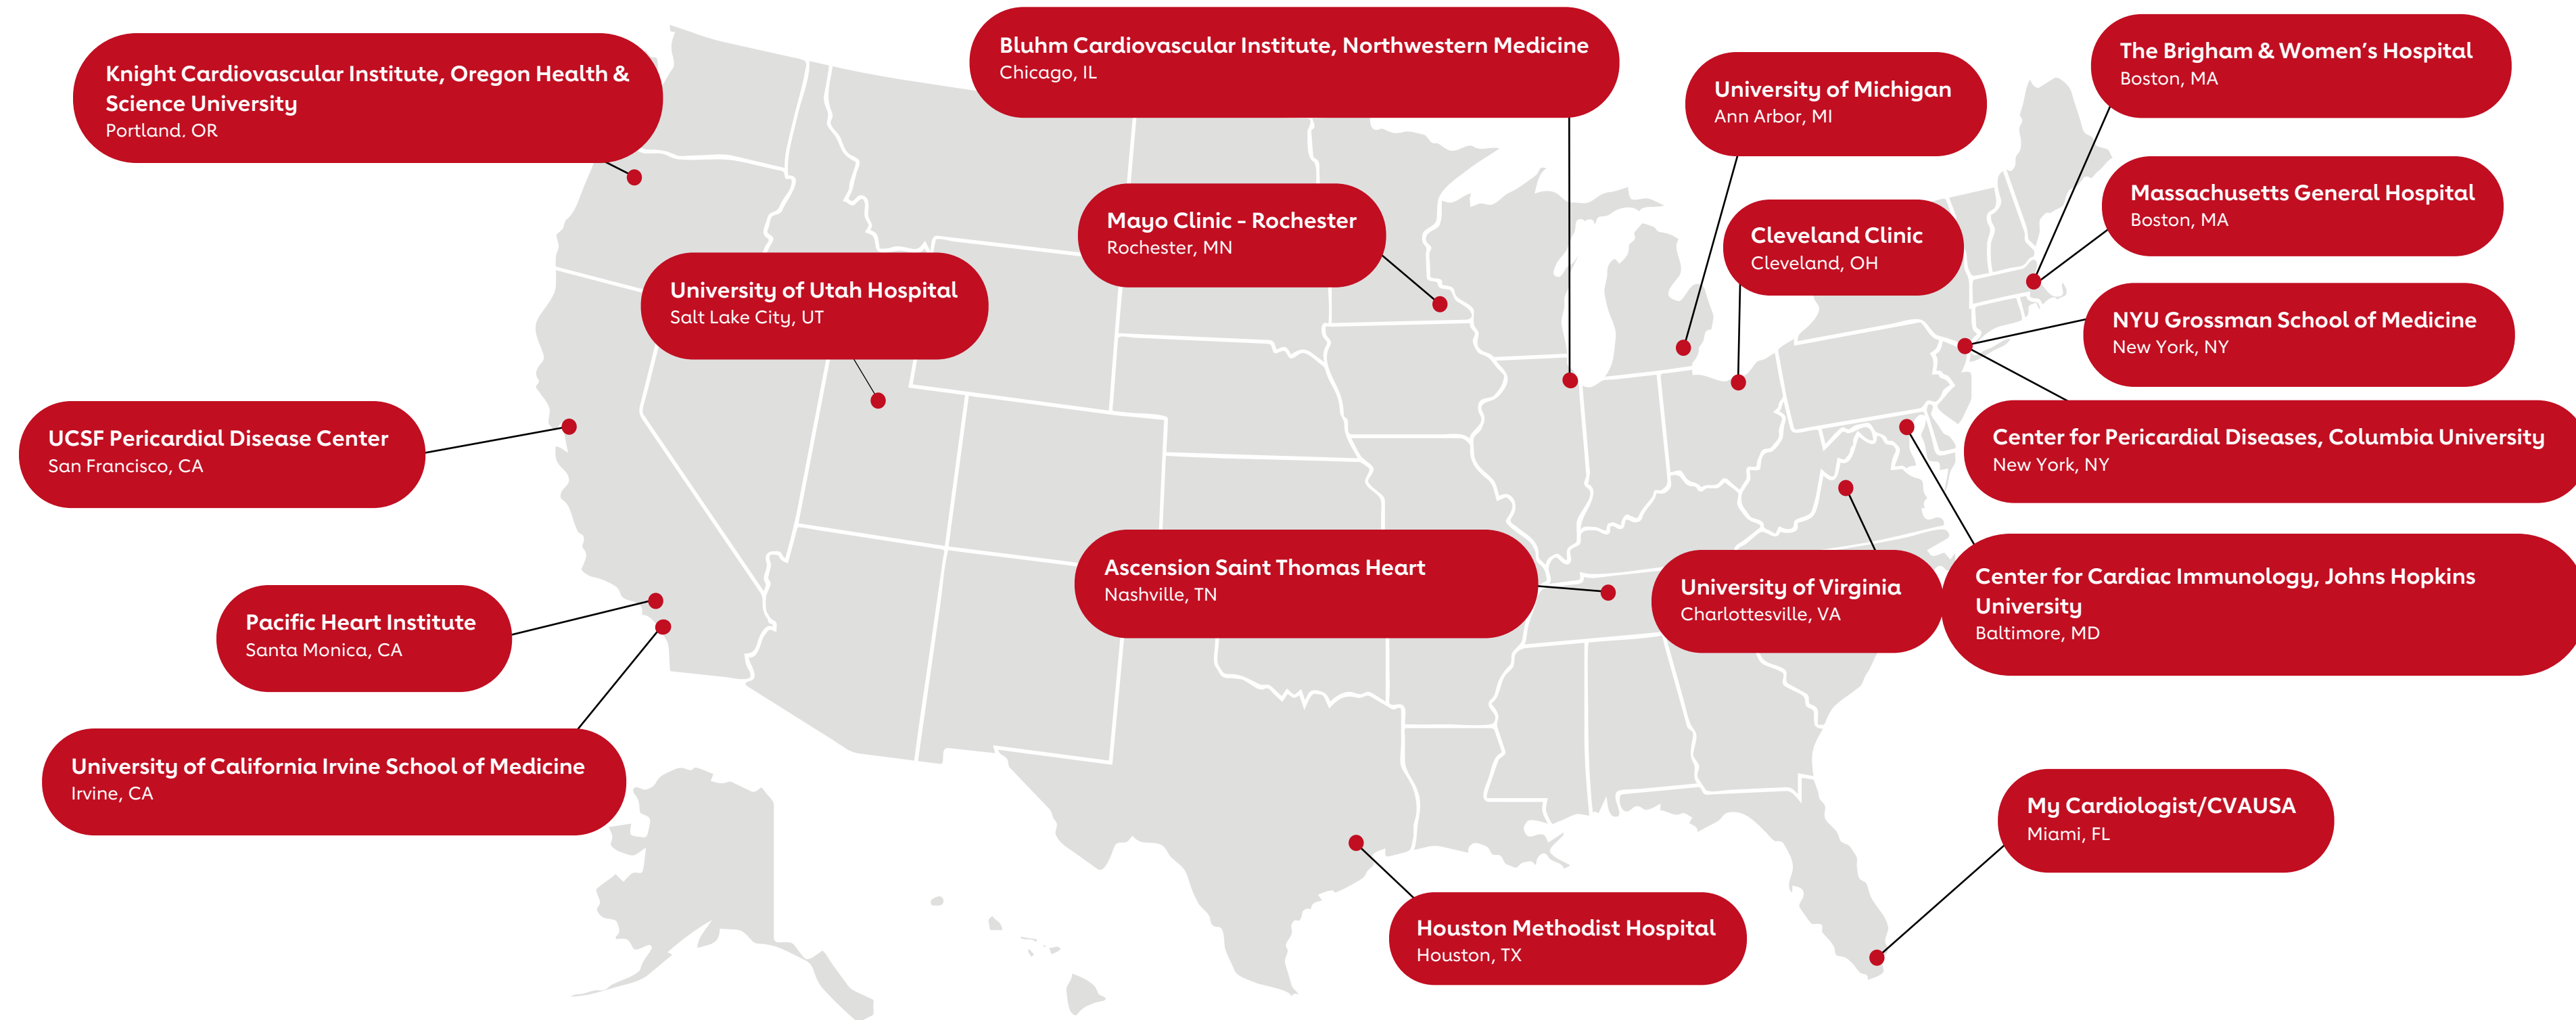 Knight Cardiovascular Institute, Oregon Health &
Science University
Portland, OR
Bluhm Cardiovascular Institute, Northwestern Medicine
Chicago, IL
University of Michigan
Ann Arbor, MI
The Brigham & Women's Hospital
Boston, MA
Massachusetts General Hospital
Boston, MA
Mayo Clinic - Rochester
Rochester, MN
Cleveland Clinic
Cleveland, OH
University of Utah Hospital
Salt Lake City, UT
NYU Grossman School of Medicine
New York, NY
UCSF Pericardial Disease Center
San Francisco, CA
Center for Pericardial Diseases, Columbia University
New York, NY
Ascension Saint Thomas Heart
Nashville, TN
University of Virginia
Charlottesville, VA
Center for Cardiac Immunology, Johns Hopkins
University
Baltimore, MD
Pacific Heart Institute
Santa Monica, CA
University of California Irvine School of Medicine
Irvine, CA
My Cardiologist/CVAUSA
Miami, FL
Houston Methodist Hospital
Houston, TX